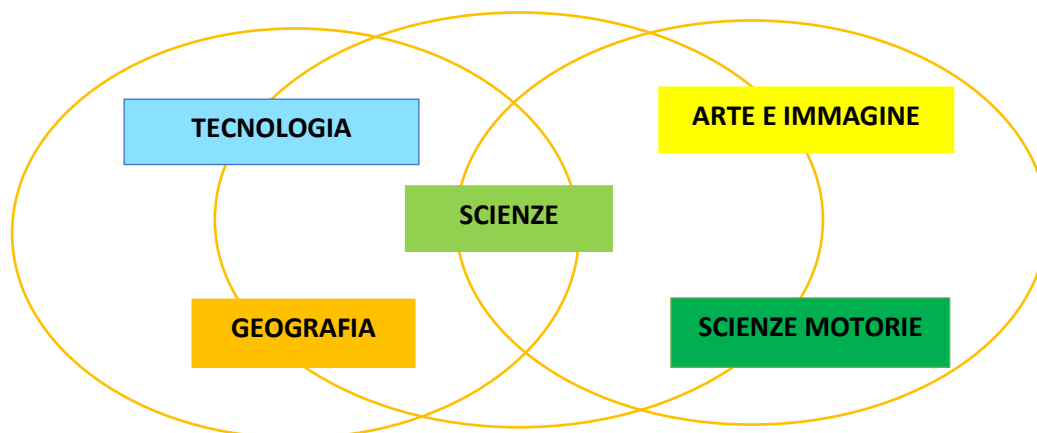 TECNOLOGIA
ARTE E IMMAGINE
SCIENZE
GEOGRAFIA
SCIENZE MOTORIE